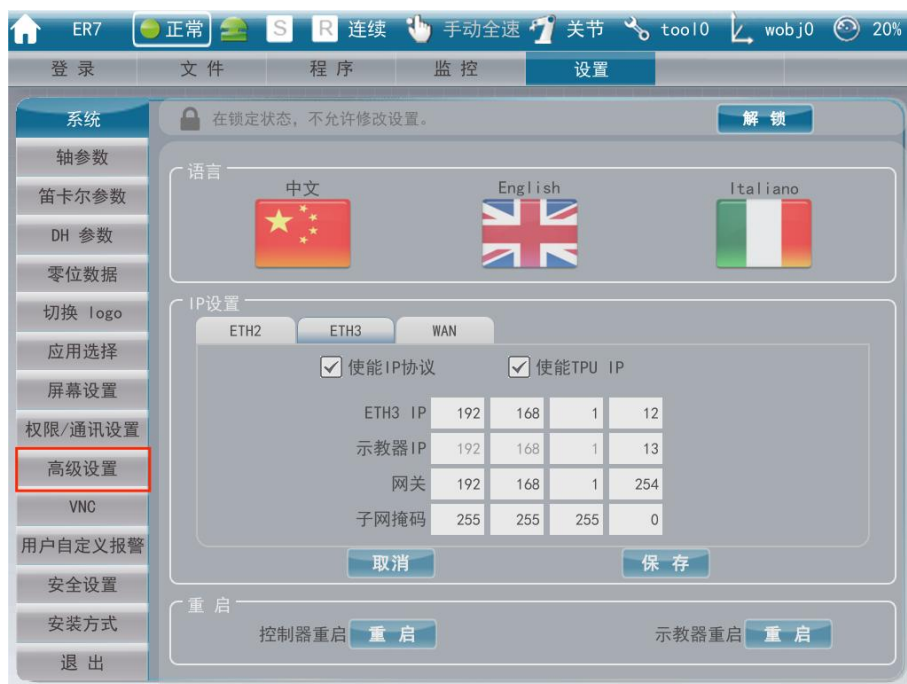 ER7 正常 S R 连续 手动全速 关节 tool0 wobj0 20%
登 录 文 件 程 序 监 控 设置
系统
轴参数
笛卡尔参数
DH 参数
零位数据
切换 logo
应用选择
屏幕设置
权限/通讯设置
高级设置
VNC
用户自定义报警
安全设置
安装方式
退 出
在锁定状态，不允许修改设置。 解 锁
语言
中文 English Italiano
IP设置
ETH2 ETH3 WAN
使能IP协议 使能TPU IP
ETH3 IP 192 168 1 12
示教器IP 192 168 1 13
网关 192 168 1 254
子网掩码 255 255 255 0
取消 保 存
重 启
控制器重启 重 启 示教器重启 重 启